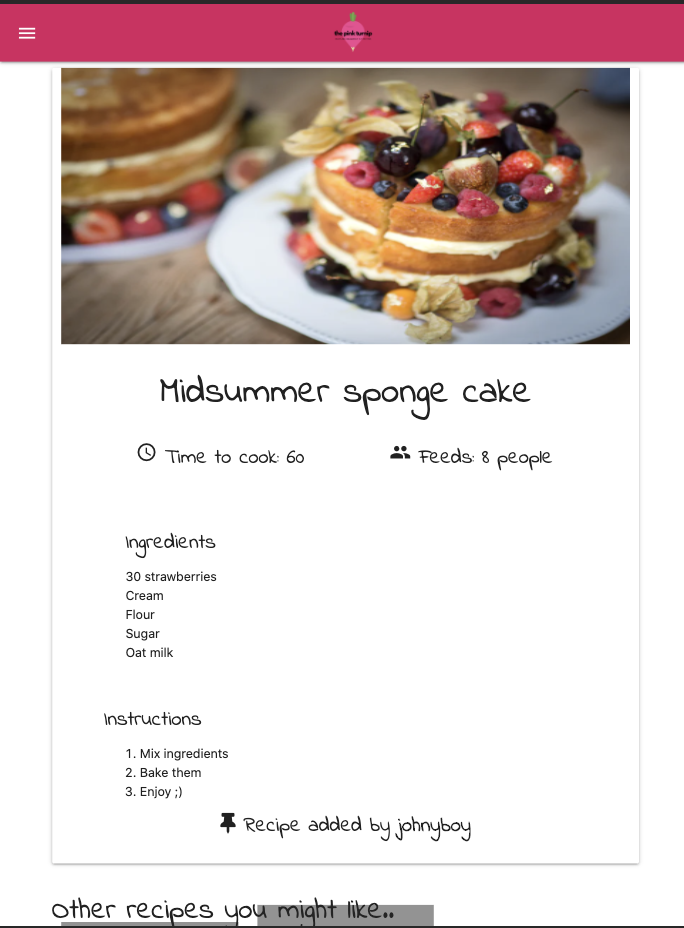 the pink turnip
Midsummer sponge cake
Time to cook: 60
Feeds: 8 people
Ingredients
30 strawberries
Cream
Flour
Sugar
Oat milk
Instructions
1. Mix ingredients
2. Bake them
3. Enjoy ;)
Recipe added by johnyboy
Other recipes you might like..